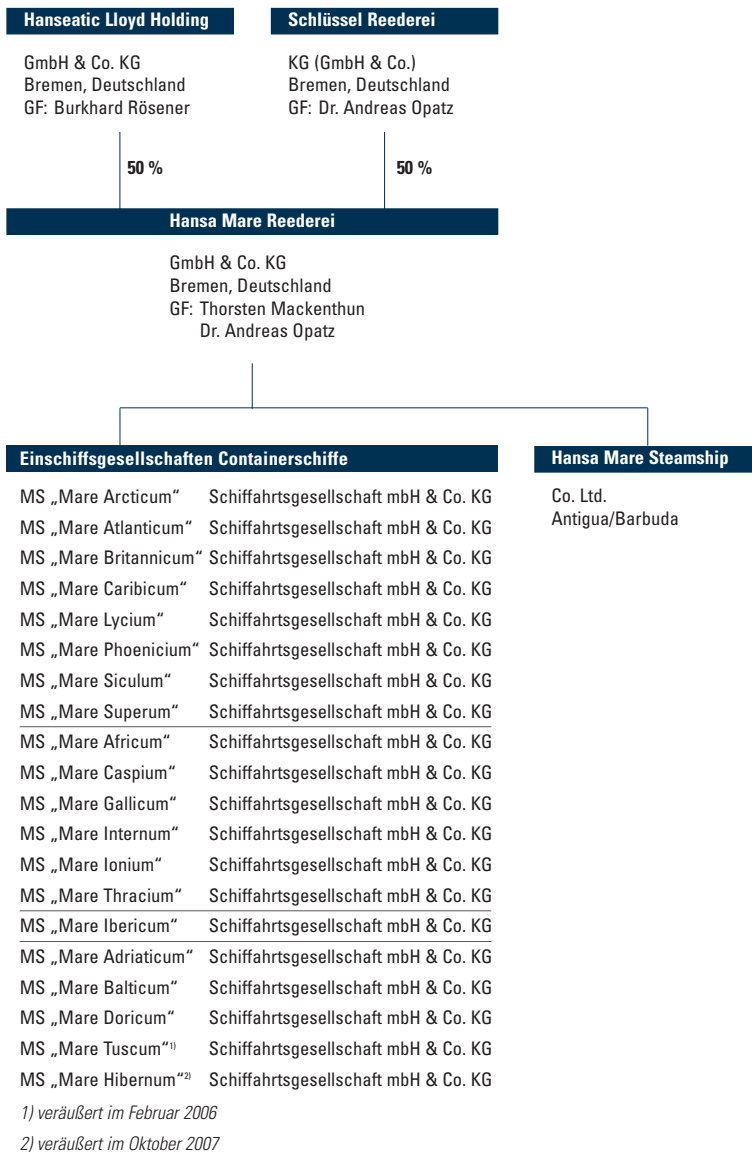 Hanseatic Lloyd Holding
GmbH & Co. KG
Bremen, Deutschland
GF: Burkhard Rösener
50 %
Schlüssel Reederei
KG (GmbH & Co.)
Bremen, Deutschland
GF: Dr. Andreas Opatz
50 %
Hansa Mare Reederei
GmbH & Co. KG
Bremen, Deutschland
GF: Thorsten Mackenthun
Dr. Andreas Opatz
Einschiffsgesellschaften Containerschiffe
MS „Mare Arcticum“ Schiffahrtsgesellschaft mbH & Co. KG
MS „Mare Atlanticum“ Schiffahrtsgesellschaft mbH & Co. KG
MS „Mare Britannicum“ Schiffahrtsgesellschaft mbH & Co. KG
MS „Mare Caribicum“ Schiffahrtsgesellschaft mbH & Co. KG
MS „Mare Lycium“ Schiffahrtsgesellschaft mbH & Co. KG
MS „Mare Phoenicium“ Schiffahrtsgesellschaft mbH & Co. KG
MS „Mare Siculum“ Schiffahrtsgesellschaft mbH & Co. KG
MS „Mare Superum“ Schiffahrtsgesellschaft mbH & Co. KG
MS „Mare Africum“ Schiffahrtsgesellschaft mbH & Co. KG
MS „Mare Caspium“ Schiffahrtsgesellschaft mbH & Co. KG
MS „Mare Gallicum“ Schiffahrtsgesellschaft mbH & Co. KG
MS „Mare Internum“ Schiffahrtsgesellschaft mbH & Co. KG
MS „Mare Ionium“ Schiffahrtsgesellschaft mbH & Co. KG
MS „Mare Thracium“ Schiffahrtsgesellschaft mbH & Co. KG
MS „Mare Ibericum“ Schiffahrtsgesellschaft mbH & Co. KG
MS „Mare Adriaticum“ Schiffahrtsgesellschaft mbH & Co. KG
MS „Mare Balticum“ Schiffahrtsgesellschaft mbH & Co. KG
MS „Mare Doricum“ Schiffahrtsgesellschaft mbH & Co. KG
MS „Mare Tuscum“1) Schiffahrtsgesellschaft mbH & Co. KG
MS „Mare Hibernum“2) Schiffahrtsgesellschaft mbH & Co. KG
1) veräußert im Februar 2006
2) veräußert im Oktober 2007
Hansa Mare Steamship
Co. Ltd.
Antigua/Barbuda